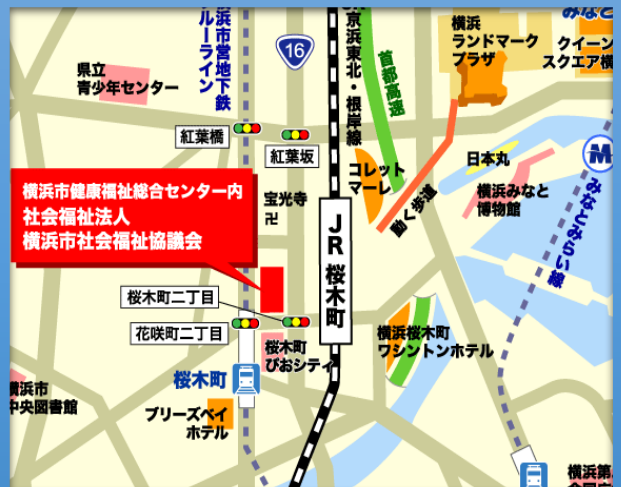 みなと
クイーン
スクエア横
横浜
ランドマーク
プラザ
京浜東北・根岸線
首都高速
16
浜市営地下鉄
ブルーライン
県立
青少年センター
紅葉橋
紅葉坂
コレット
マーレ
日本丸
横浜みなと
博物館
動く歩道
みなとみらい線
横浜市健康福祉総合センター内
社会福祉法人
横浜市社会福祉協議会
宝光寺
卍
JR 桜木町
桜木町二丁目
花咲町二丁目
桜木町
ぴおシティ
横浜桜木町
ワシントンホテル
桜木町
ブリーズベイ
ホテル
横浜市
中央図書館
横浜第